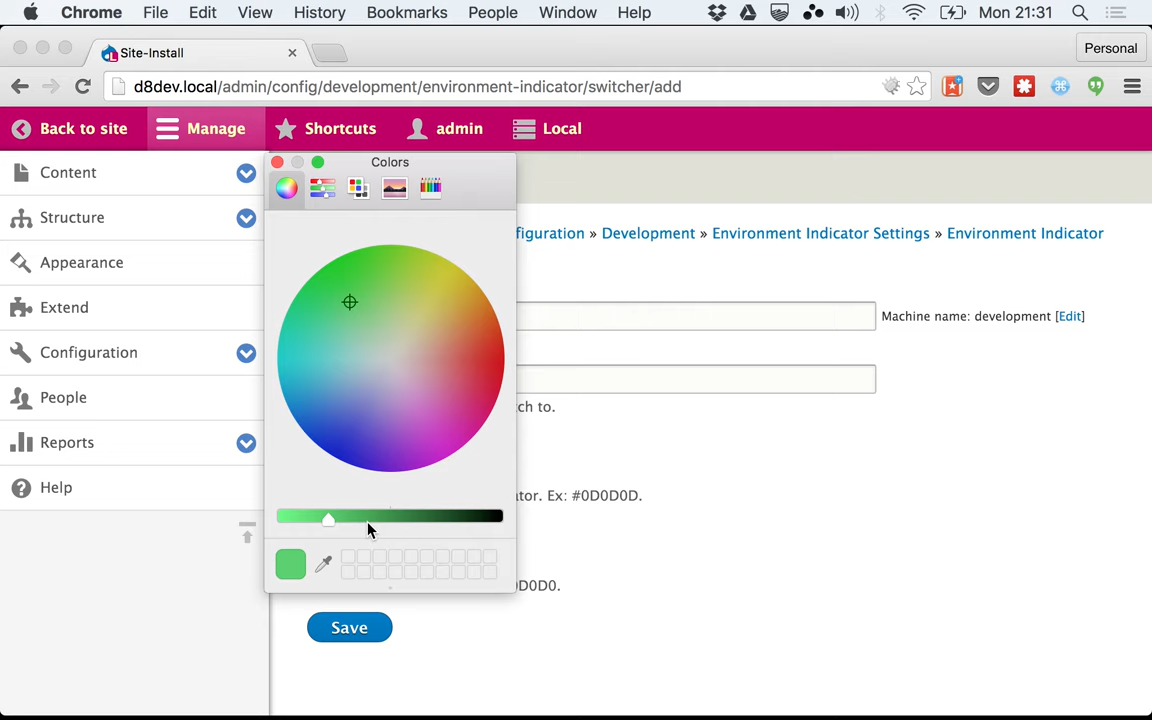 Chrome File Edit View History Bookmarks People Window Help Mon 21:31
Site-Install Personal
d8dev.local/admin/config/development/environment-indicator/switcher/add
Back to site Manage Shortcuts admin Local
Colors
Content
Structure
figuration » Development » Environment Indicator Settings » Environment Indicator
Appearance
Extend
Machine name: development [Edit]
Configuration
People
ch to.
Reports
Help
tor. Ex: #0D0D0D.
D0D0.
Save